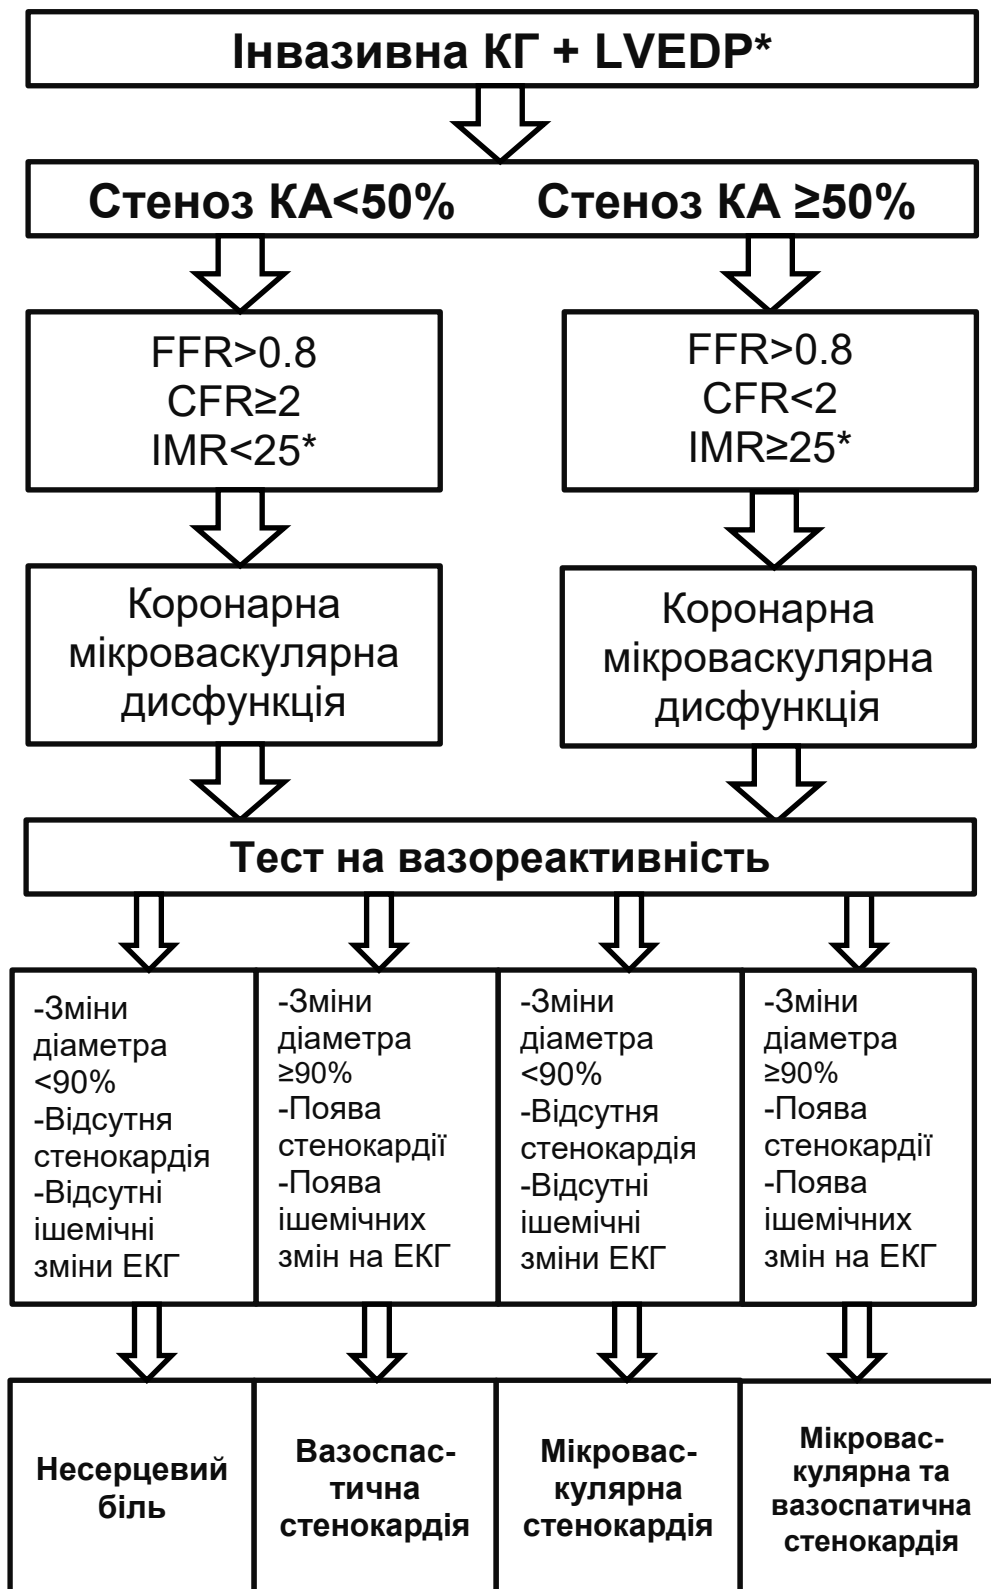 Інвазивна КГ + LVEDP*
Стеноз КА<50% Стеноз КА ≥50%
FFR>0.8
CFR≥2
IMR<25*
FFR>0.8
CFR<2
IMR≥25*
Коронарна
мікроваскулярна
дисфункція
Коронарна
мікроваскулярна
дисфункція
Тест на вазореактивність
-Зміни
діаметра
<90%
-Відсутня
стенокардія
-Відсутні
ішемічні
зміни ЕКГ
-Зміни
діаметра
≥90%
-Поява
стенокардії
-Поява
ішемічних
змін на ЕКГ
-Зміни
діаметра
<90%
-Відсутня
стенокардія
-Відсутні
ішемічні
зміни ЕКГ
-Зміни
діаметра
≥90%
-Поява
стенокардії
-Поява
ішемічних
змін на ЕКГ
Несерцевий
біль
Вазоспас-
тична
стенокардія
Мікровас-
кулярна
стенокардія
Мікровас-
кулярна та
вазоспатична
стенокардія